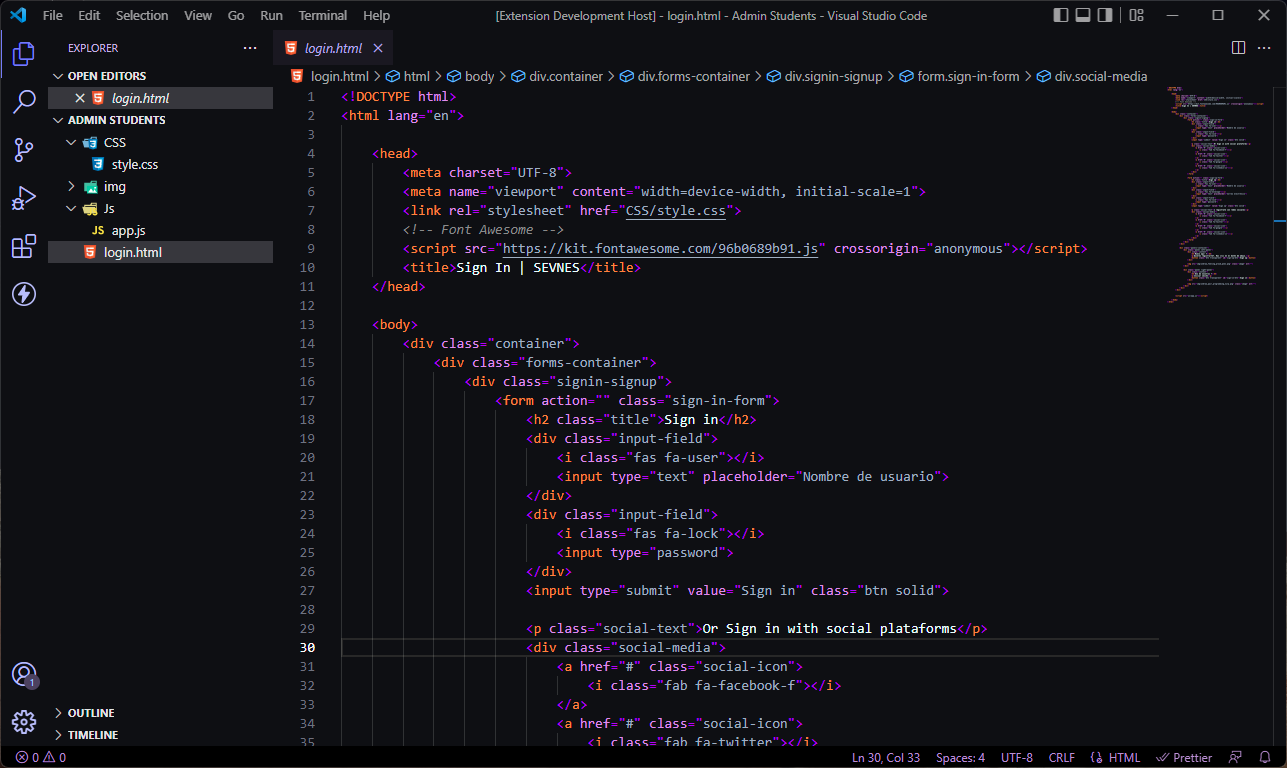 File Edit Selection View Go Run Terminal Help
[Extension Development Host] - login.html - Admin Students - Visual Studio Code
EXPLORER
OPEN EDITORS
login.html
ADMIN STUDENTS
CSS
style.css
img
Js
JS app.js
login.html
OUTLINE
TIMELINE
1
login.html
login.html > html > body > div.container > div.forms-container > div.signin-signup > form.sign-in-form > div.social-media
1 <!DOCTYPE html>
2 <html lang="en">
3
4 <head>
5 <meta charset="UTF-8">
6 <meta name="viewport" content="width=device-width, initial-scale=1">
7 <link rel="stylesheet" href="CSS/style.css">
8 <!-- Font Awesome -->
9 <script src="https://kit.fontawesome.com/96b0689b91.js" crossorigin="anonymous"></script>
10 <title>Sign In | SEVNES</title>
11 </head>
12
13 <body>
14 <div class="container">
15 <div class="forms-container">
16 <div class="signin-signup">
17 <form action="" class="sign-in-form">
18 <h2 class="title">Sign in</h2>
19 <div class="input-field">
20 <i class="fas fa-user"></i>
21 <input type="text" placeholder="Nombre de usuario">
22 </div>
23 <div class="input-field">
24 <i class="fas fa-lock"></i>
25 <input type="password">
26 </div>
27 <input type="submit" value="Sign in" class="btn solid">
28
29 <p class="social-text">Or Sign in with social plataforms</p>
30 <div class="social-media">
31 <a href="#" class="social-icon">
32 <i class="fab fa-facebook-f"></i>
33 </a>
34 <a href="#" class="social-icon">
35 <i class="fab fa-twitter"></i>
0 0 Ln 30, Col 33 Spaces: 4 UTF-8 CRLF HTML Prettier